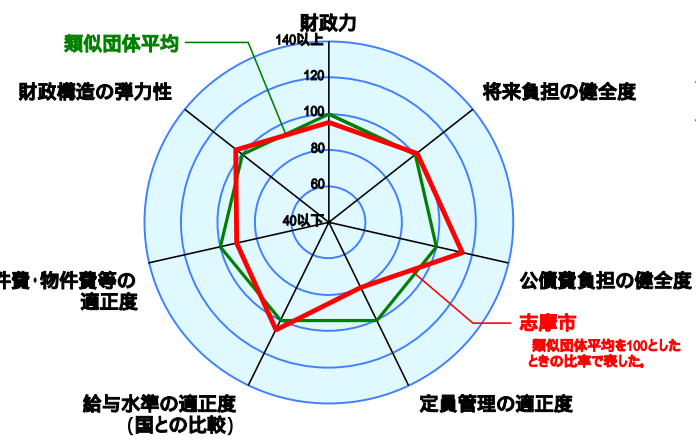 財政力
類似団体平均
140以上
120
100
80
60
40以下
財政構造の弾力性
将来負担の健全度
件費・物件費等の
適正度
公債費負担の健全度
志摩市
類似団体平均を100とした
ときの比率で表した。
給与水準の適正度
(国との比較)
定員管理の適正度